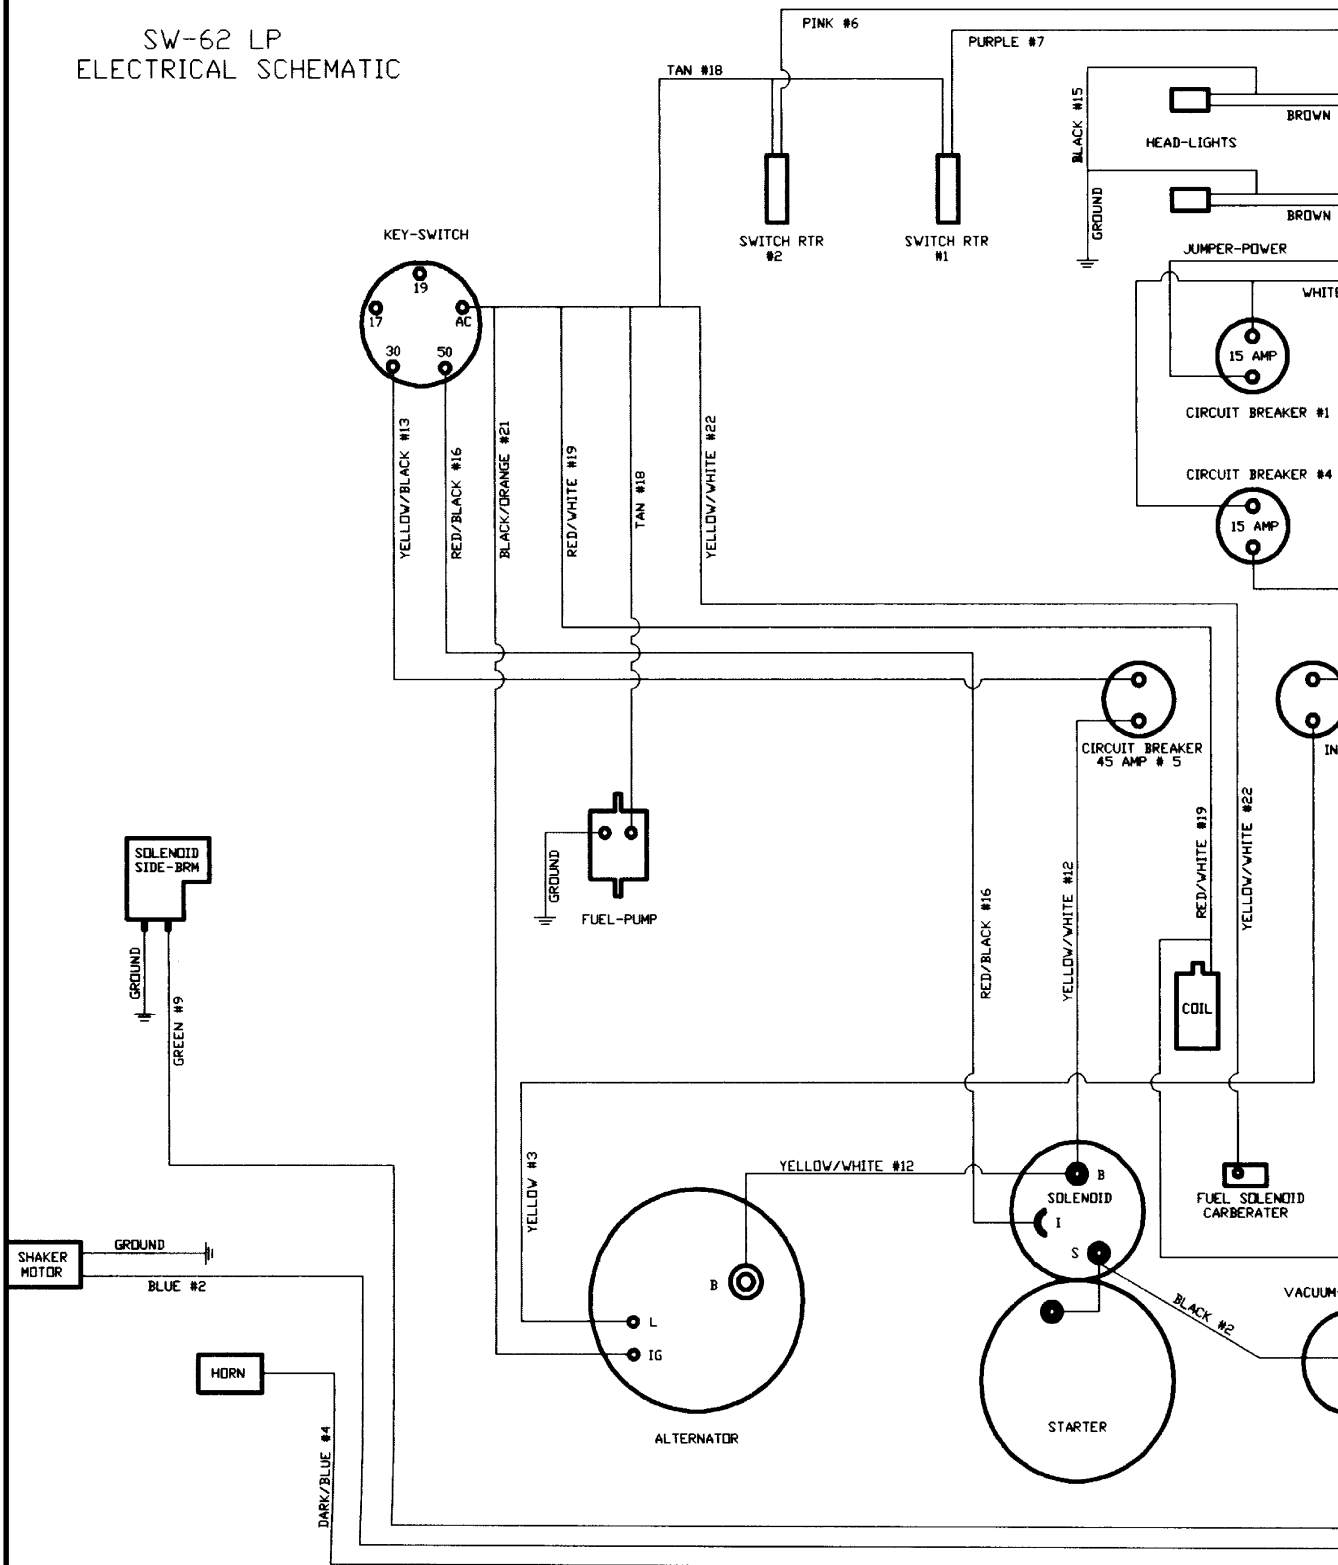 SW-62 LP
ELECTRICAL SCHEMATIC
PINK #6
PURPLE #7
TAN #18
BLACK #15
BROWN
HEAD-LIGHTS
GROUND
BROWN
SWITCH RTR
#2
SWITCH RTR
#1
JUMPER-POWER
WHITE
KEY-SWITCH
19
17
AC
30
50
15 AMP
CIRCUIT BREAKER #1
CIRCUIT BREAKER #4
15 AMP
YELLOW/BLACK #13
RED/BLACK #16
BLACK/ORANGE #21
RED/WHITE #19
TAN #18
YELLOW/WHITE #22
CIRCUIT BREAKER
45 AMP # 5
IN
SOLENOID
SIDE-BRM
GROUND
GREEN #9
GROUND
FUEL-PUMP
RED/BLACK #16
YELLOW/WHITE #12
RED/WHITE #19
YELLOW/WHITE #22
COIL
YELLOW #3
YELLOW/WHITE #12
B
SOLENOID
I
S
FUEL SOLENOID
CARBERATER
SHAKER
MOTOR
GROUND
BLUE #2
B
L
IG
ALTERNATOR
BLACK #2
VACUUM-
STARTER
HORN
DARK/BLUE #4